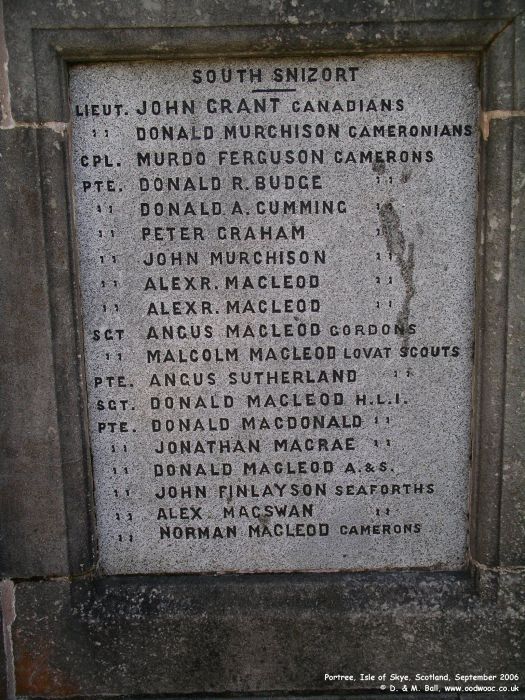 SOUTH SNIZORT
LIEUT. JOHN GRANT CANADIANS
" DONALD MURCHISON CAMERONIANS
CPL. MURDO FERGUSON CAMERONS
PTE. DONALD R. BUDGE "
" DONALD A. CUMMING "
" PETER GRAHAM "
" JOHN MURCHISON "
" ALEXR. MACLEOD "
" ALEXR. MACLEOD "
SGT ANGUS MACLEOD GORDONS
" MALCOLM MACLEOD LOVAT SCOUTS
PTE. ANGUS SUTHERLAND "
SGT. DONALD MACLEOD H.L.I.
PTE. DONALD MACDONALD "
" JONATHAN MACRAE "
" DONALD MACLEOD A.&S.
" JOHN FINLAYSON SEAFORTHS
" ALEX. MACSWAN "
" NORMAN MACLEOD CAMERONS
Portree, Isle of Skye, Scotland, September 2006
© D. & M. Ball, www.oodwooc.co.uk